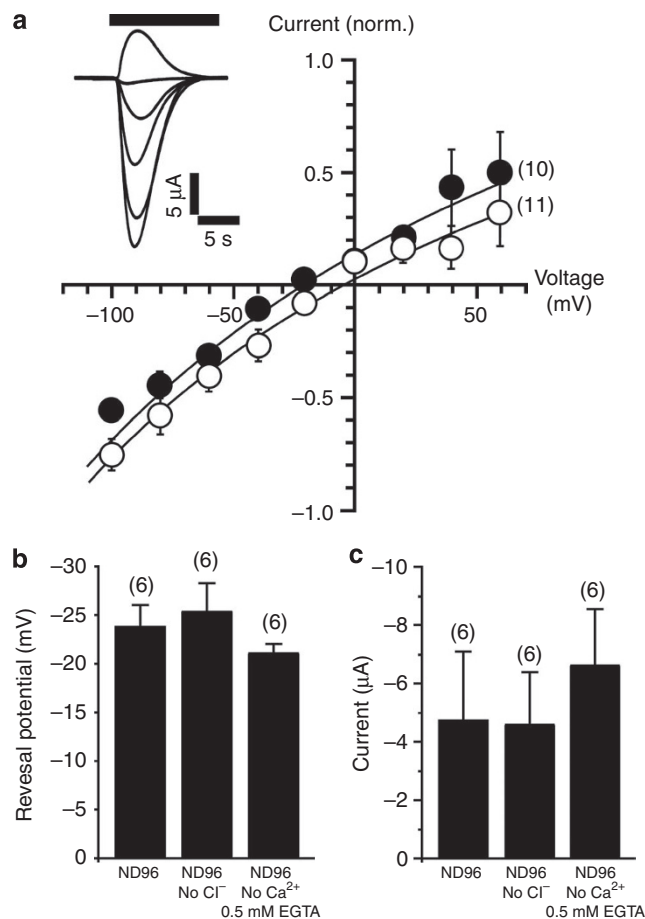 a
Current (norm.)
1.0
0.5
(10)
(11)
5 µA
5 s
Voltage
(mV)
–100
–50
50
–0.5
–1.0
b
Revesal potential (mV)
–30
–25
–20
–15
–10
–5
0
(6)
(6)
(6)
ND96
ND96
No Cl⁻
ND96
No Ca²⁺
0.5 mM EGTA
c
Current (µA)
–10
–8
–6
–4
–2
0
(6)
(6)
(6)
ND96
ND96
No Cl⁻
ND96
No Ca²⁺
0.5 mM EGTA